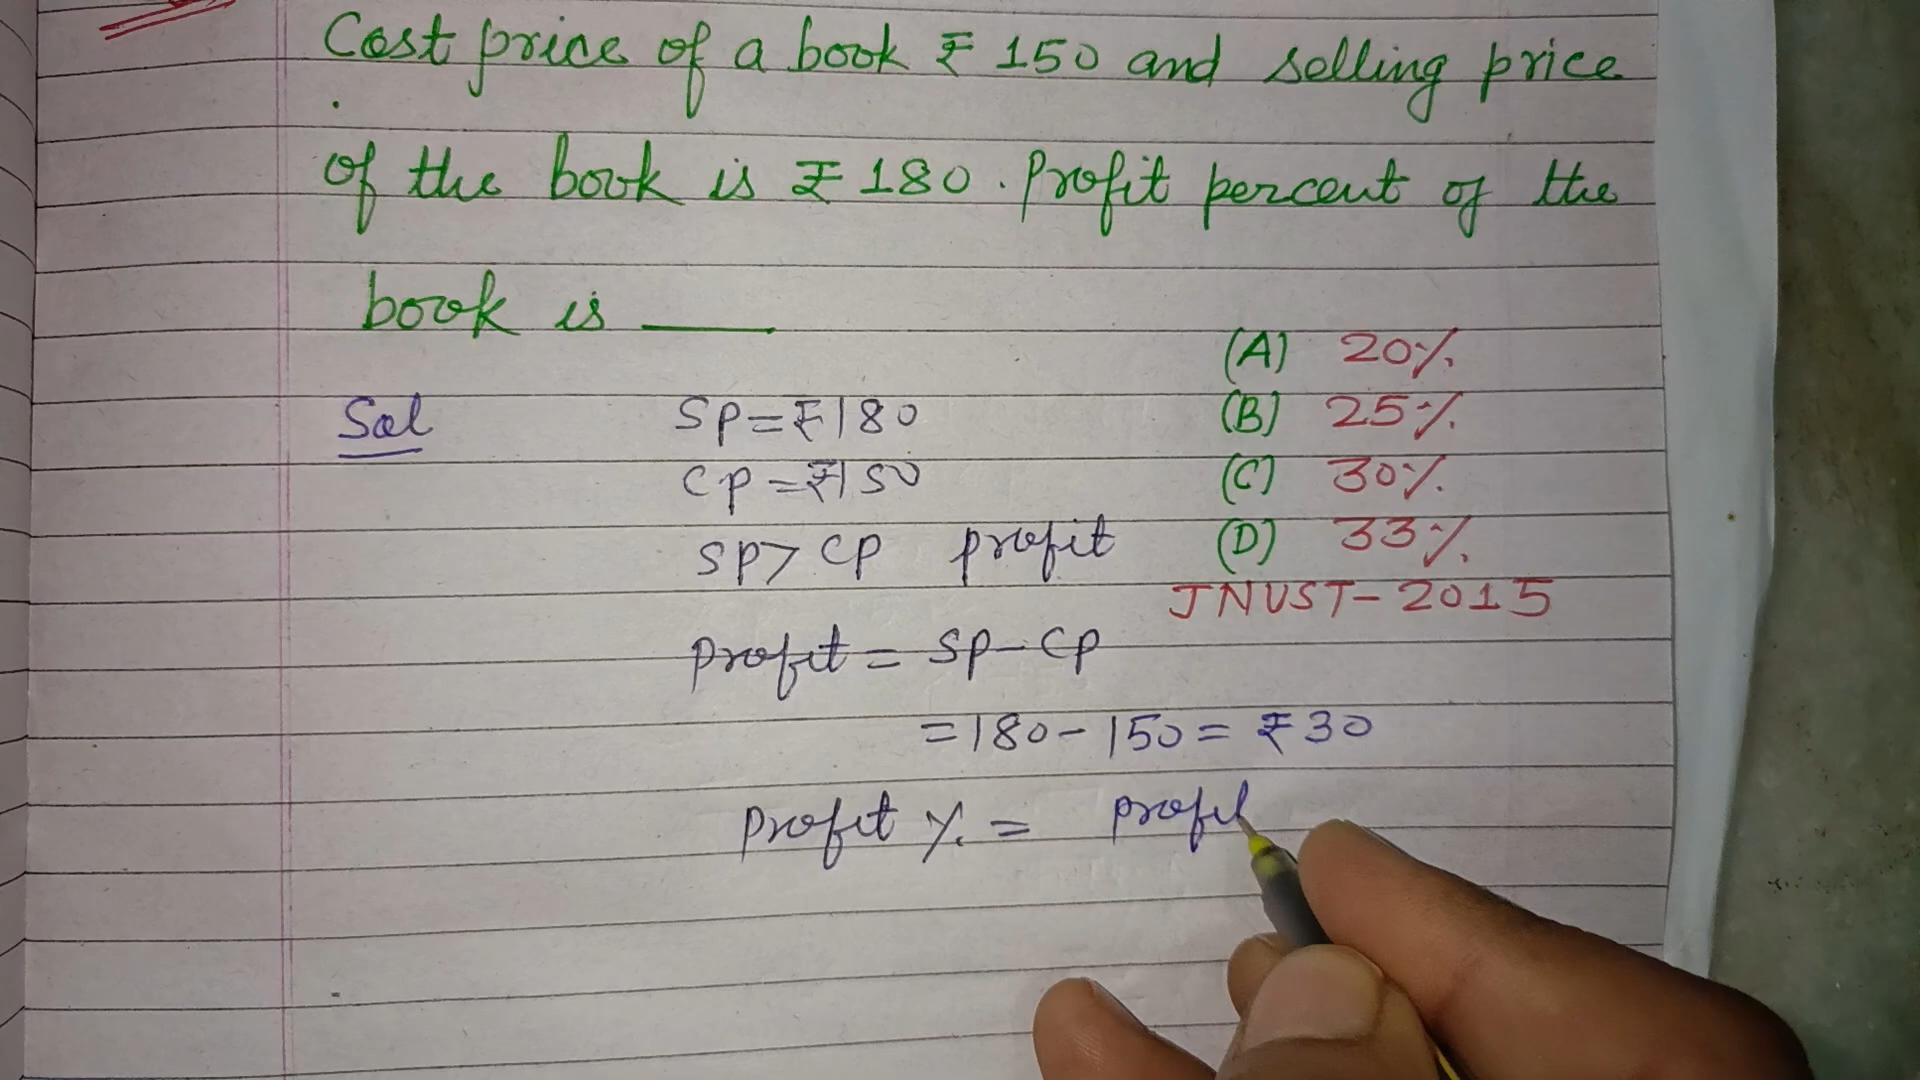 Cost price of a book ₹ 150 and selling price
of the book is ₹ 180. Profit percent of the
book is ____
(A) 20%
(B) 25%
(C) 30%
(D) 33%
JNVST-2015
Sol
SP=₹180
CP=₹150
SP> CP profit
Profit = SP-CP
=180-150= ₹30
Profit %= profit